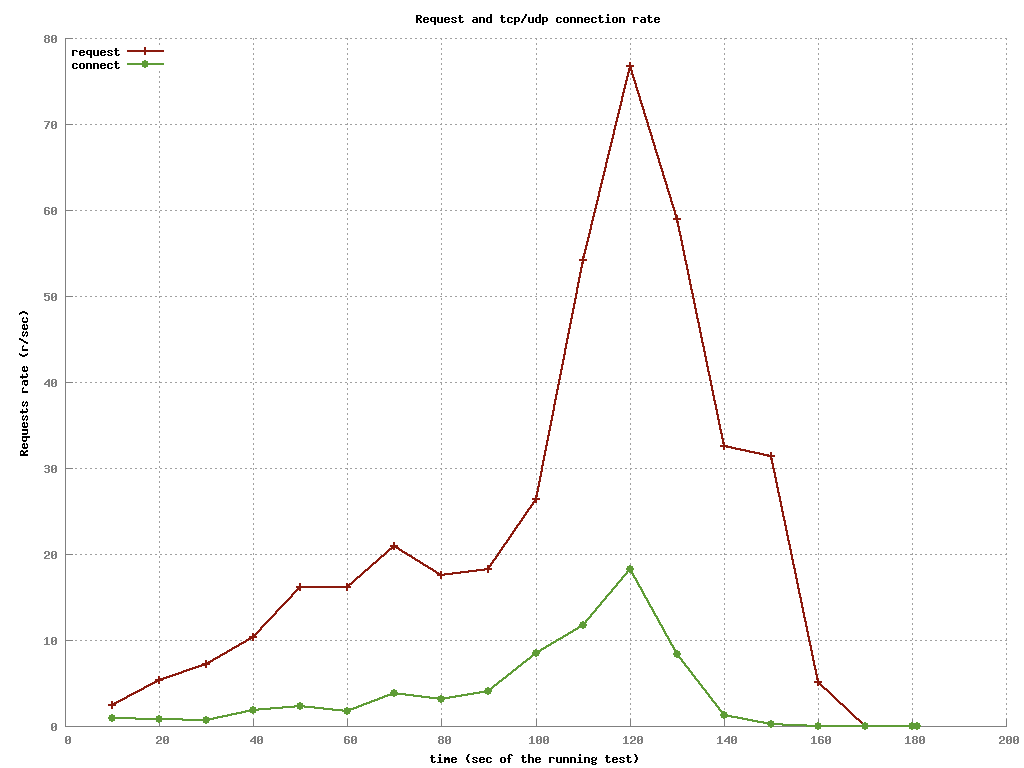 Request and tcp/udp connection rate
request
connect
80
70
60
50
40
30
20
10
0
Requests rate (r/sec)
0 20 40 60 80 100 120 140 160 180 200
time (sec of the running test)